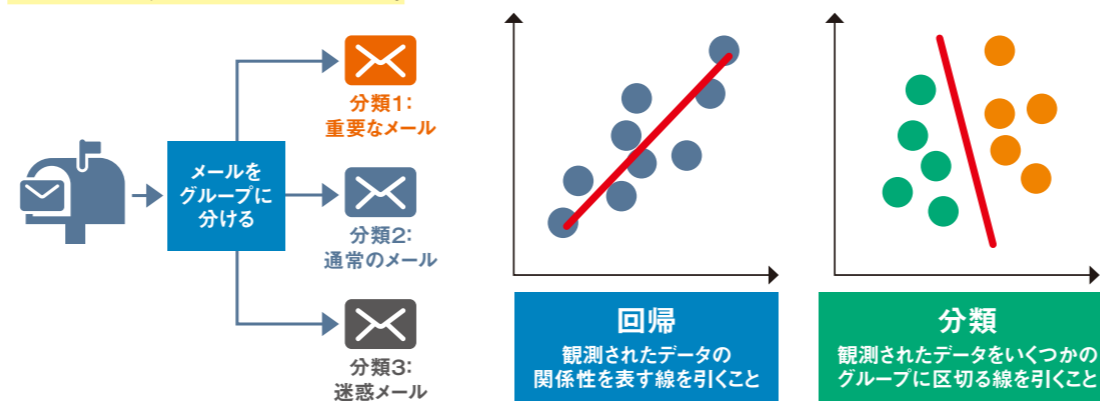 メールを
グループに
分ける
分類1:
重要なメール
分類2:
通常のメール
分類3:
迷惑メール
回帰
観測されたデータの
関係性を表す線を引くこと
分類
観測されたデータをいくつかの
グループに区切る線を引くこと